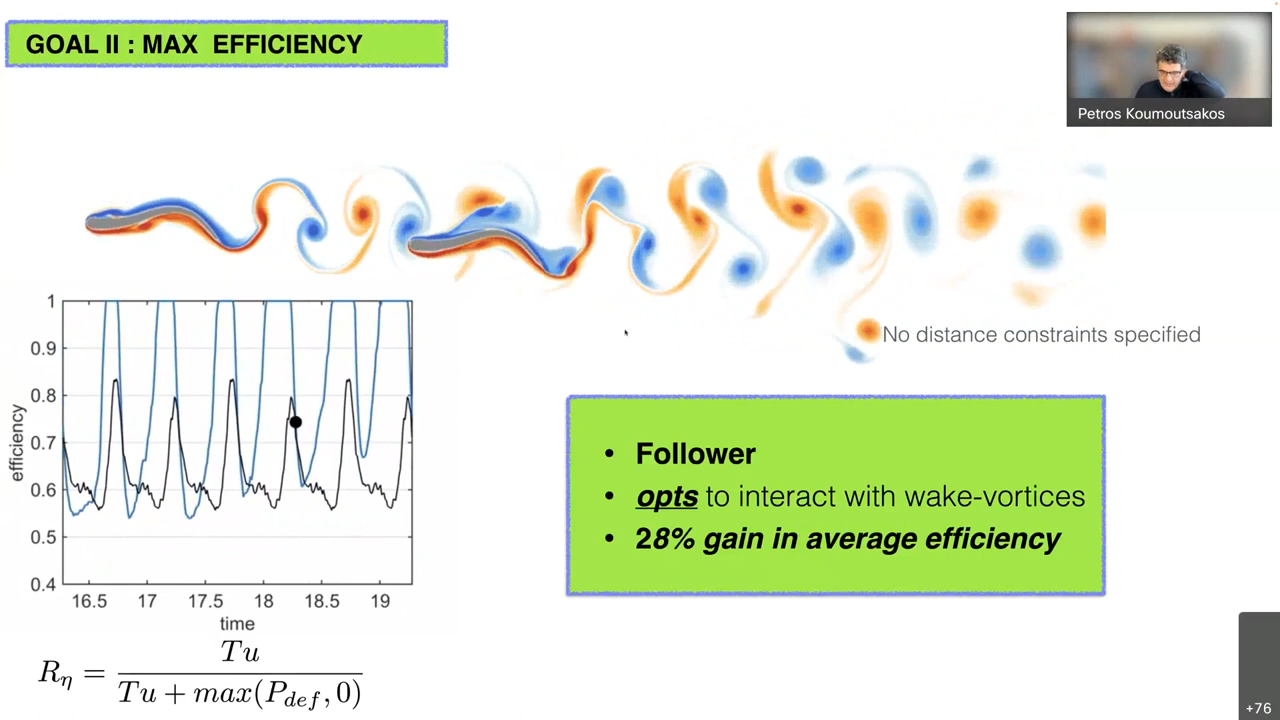 GOAL II : MAX EFFICIENCY
Petros Koumoutsakos
No distance constraints specified
1
0.9
0.8
0.7
0.6
0.5
0.4
efficiency
16.5 17 17.5 18 18.5 19
time
• Follower
• opts to interact with wake-vortices
• 28% gain in average efficiency
R_η = Tu / (Tu + max(P_def, 0))
+76